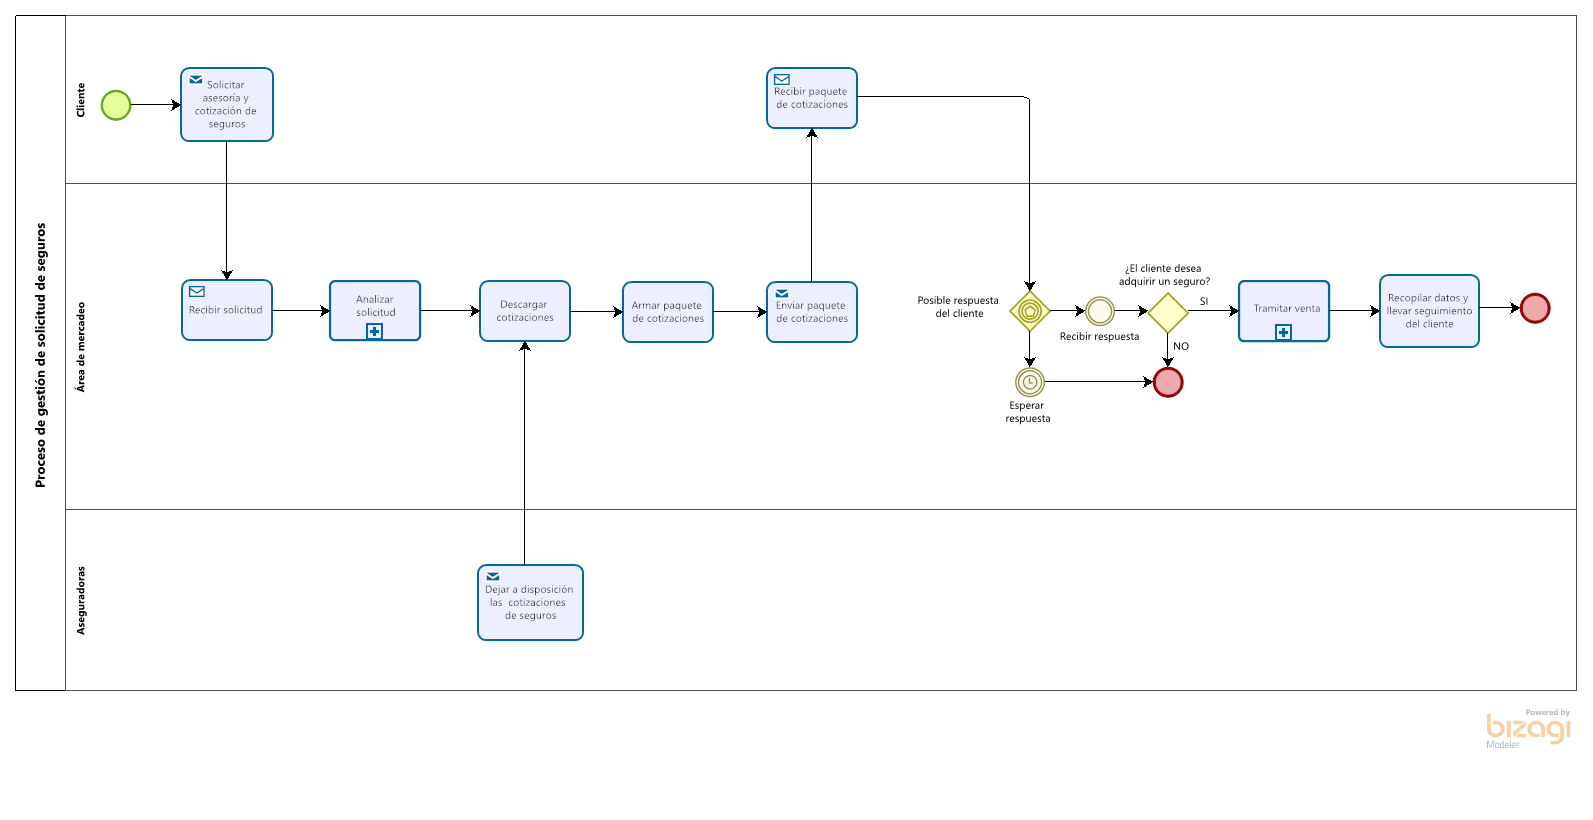 Proceso de gestión de solicitud de seguros
Cliente
Solicitar
asesoría y
cotización de
seguros
Recibir paquete
de cotizaciones
Área de mercadeo
Recibir solicitud
Analizar
solicitud
Descargar
cotizaciones
Armar paquete
de cotizaciones
Enviar paquete
de cotizaciones
Posible respuesta
del cliente
Recibir respuesta
Esperar
respuesta
¿El cliente desea
adquirir un seguro?
SI
NO
Tramitar venta
Recopilar datos y
llevar seguimiento
del cliente
Aseguradoras
Dejar a disposición
las cotizaciones
de seguros
Powered by
bizagi
Modeler